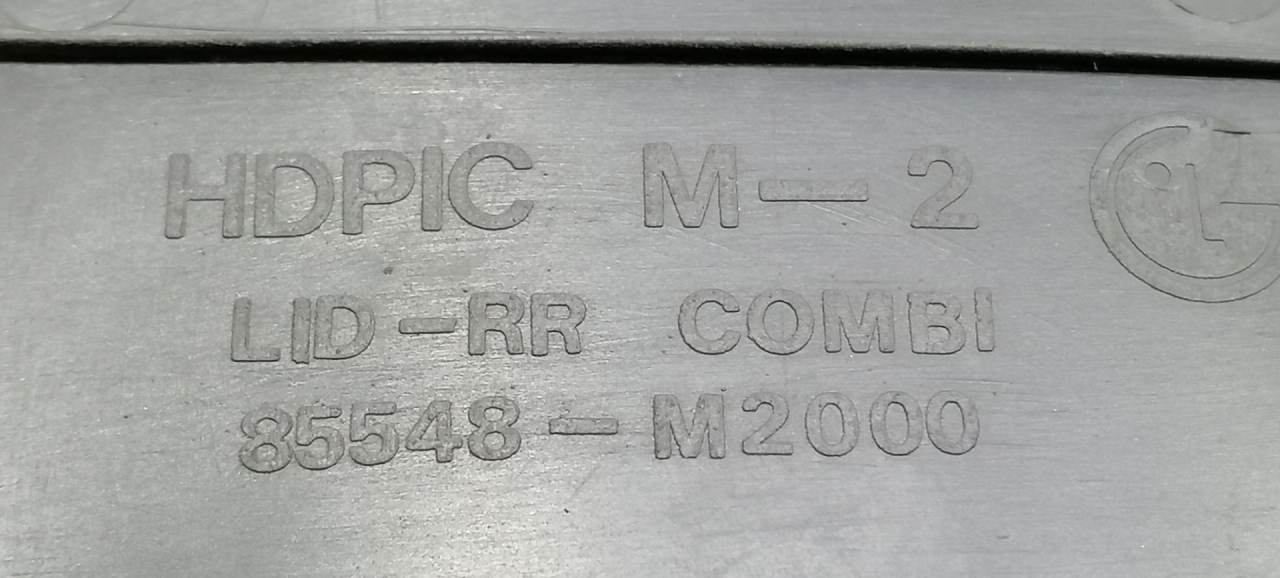 HDPIC M-2
LID-RR COMBI
85548-M2000